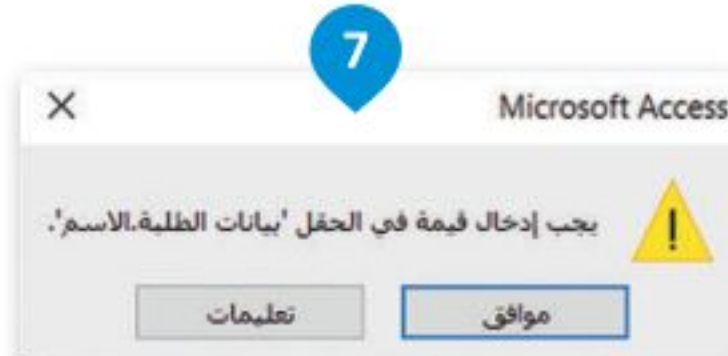 7
Microsoft Access
يجب إدخال قيمة في الحقل 'بيانات الطلبة.الاسم'.
موافق
تعليمات